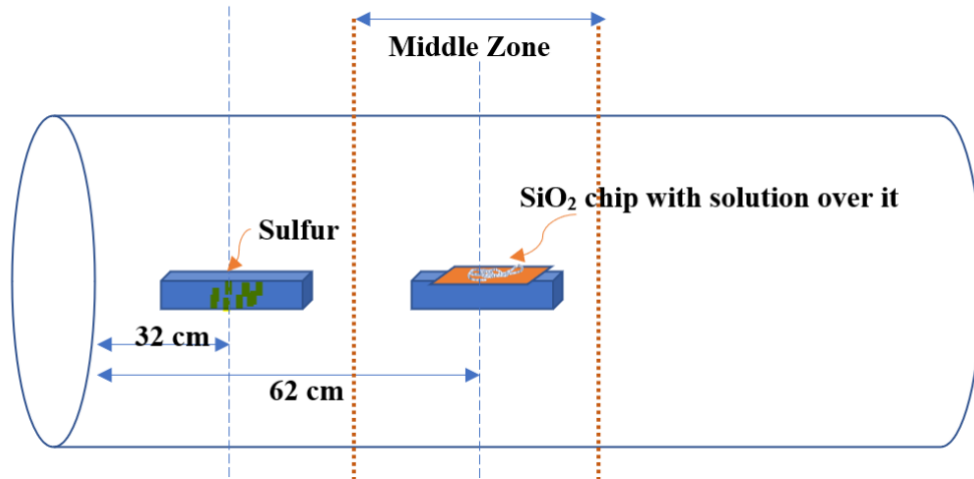 Middle Zone
SiO₂ chip with solution over it
Sulfur
32 cm
62 cm